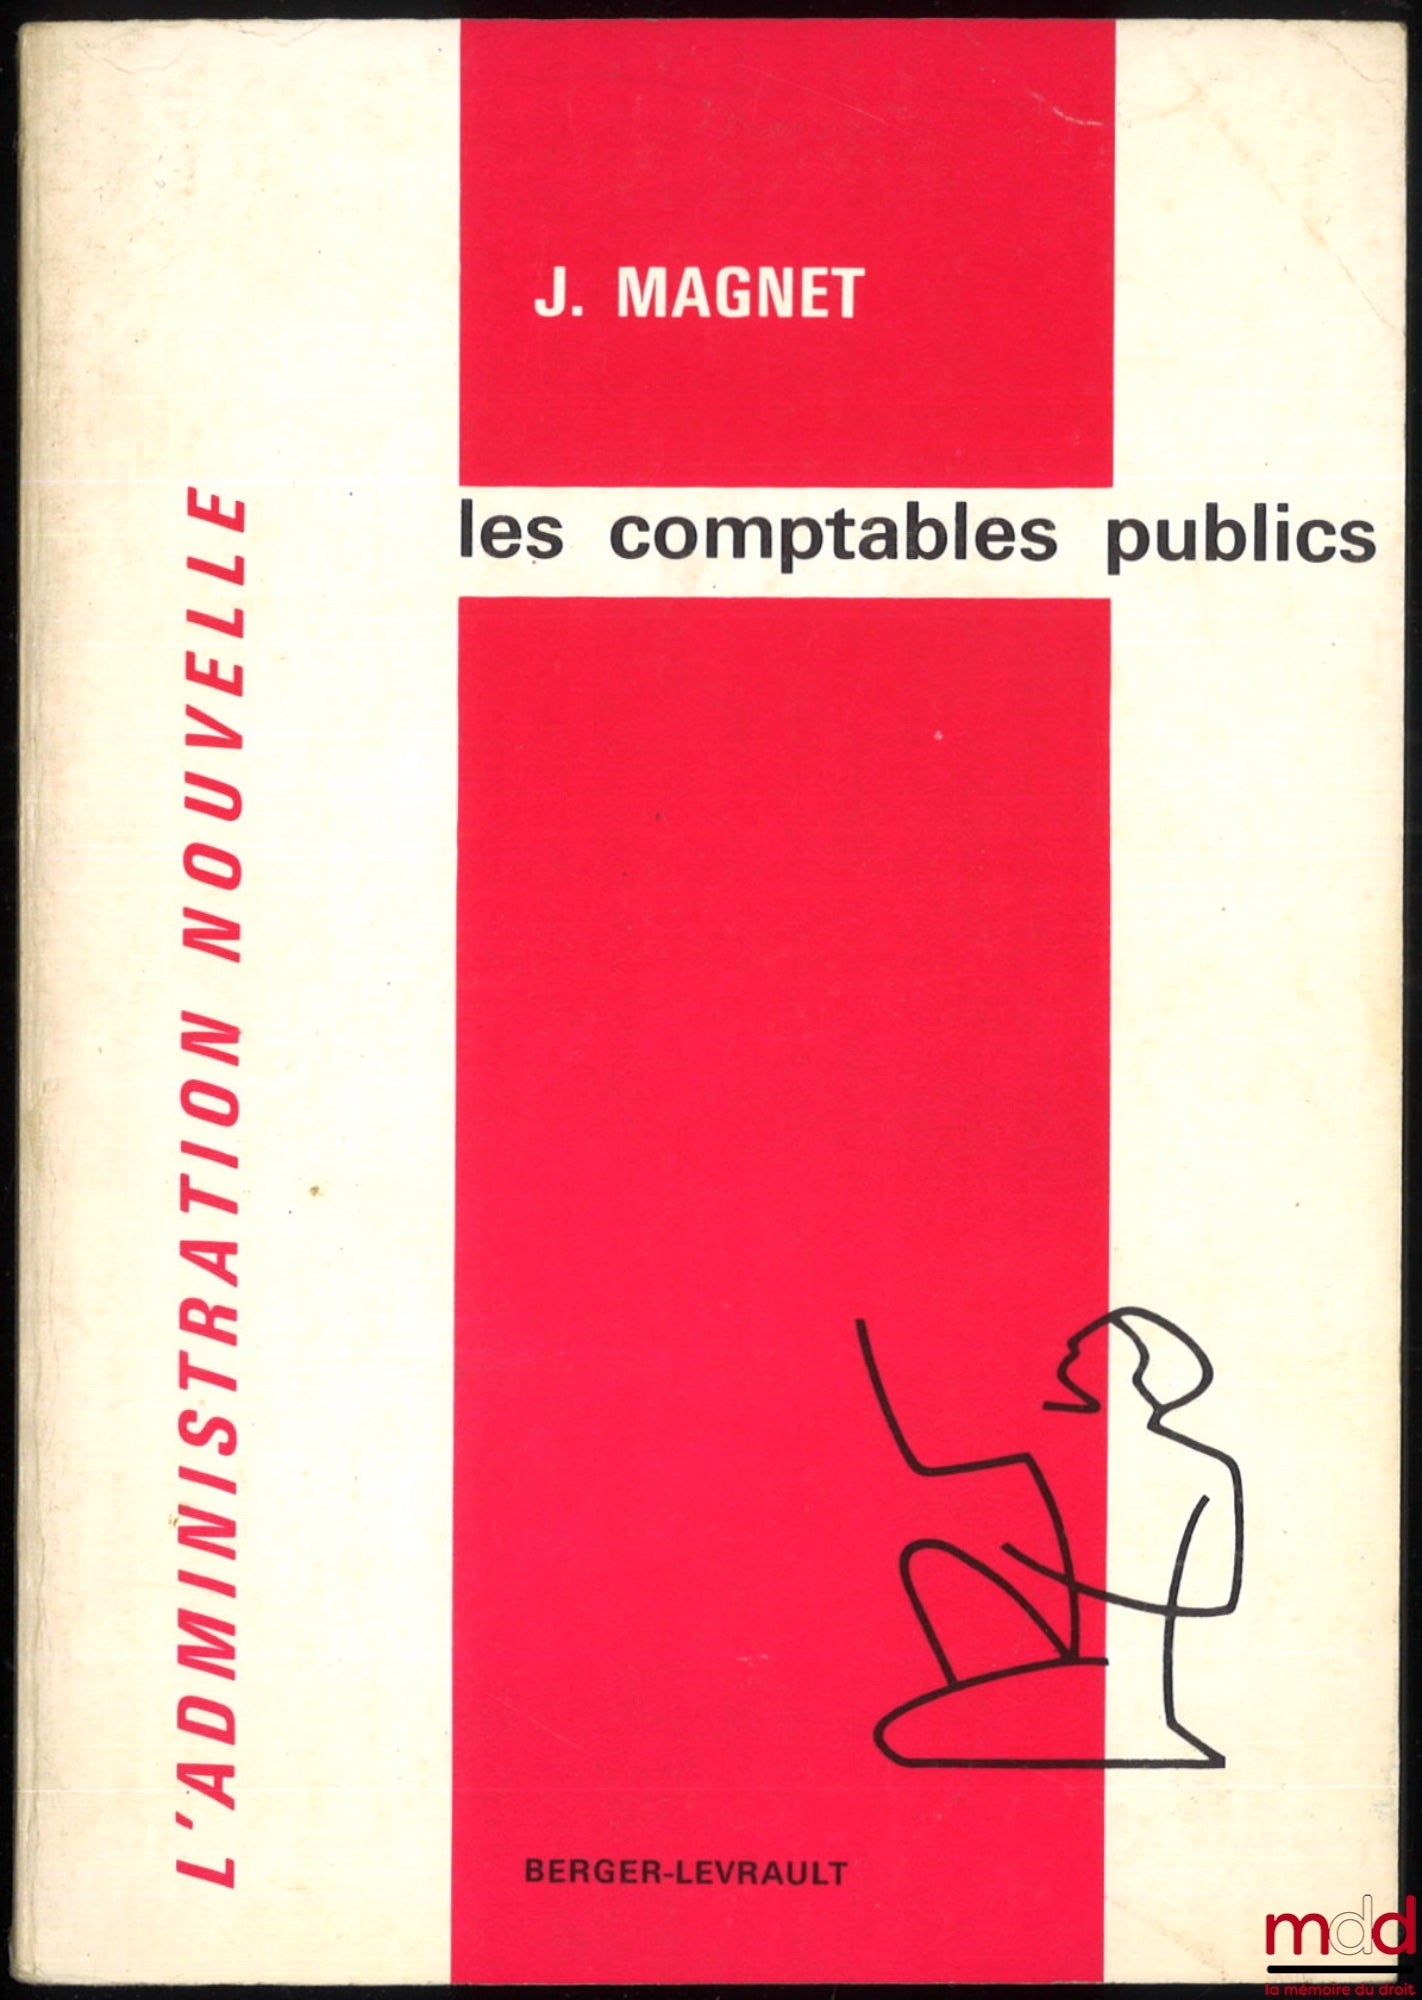 J. MAGNET
les comptables publics
L'ADMINISTRATION NOUVELLE
BERGER-LEVRAULT
mdd
la mémoire du droit